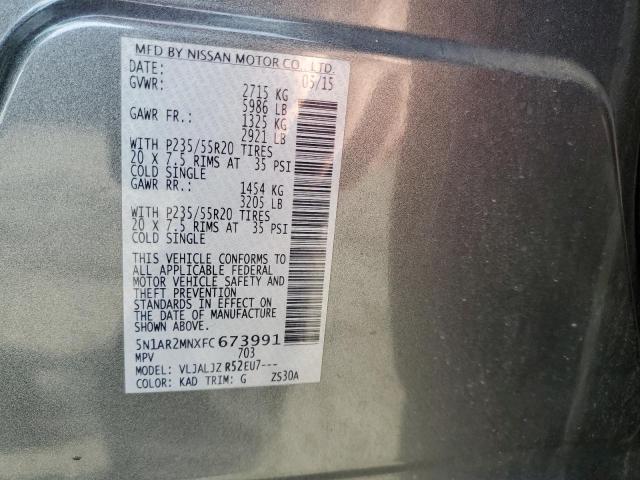 MFD BY NISSAN MOTOR CO., LTD.
DATE: 05/15
GVWR: 2715 KG
5986 LB
GAWR FR.: 1325 KG
2921 LB
WITH P235/55R20 TIRES
20 X 7.5 RIMS AT 35 PSI
COLD SINGLE
GAWR RR.: 1454 KG
3205 LB
WITH P235/55R20 TIRES
20 X 7.5 RIMS AT 35 PSI
COLD SINGLE
THIS VEHICLE CONFORMS TO
ALL APPLICABLE FEDERAL
MOTOR VEHICLE SAFETY AND
THEFT PREVENTION
STANDARDS IN EFFECT ON
THE DATE OF MANUFACTURE
SHOWN ABOVE.
5N1AR2MNXFC673991
MPV 703
MODEL: VLJALJZ R52EU7---
COLOR: KAD TRIM: G ZS30A